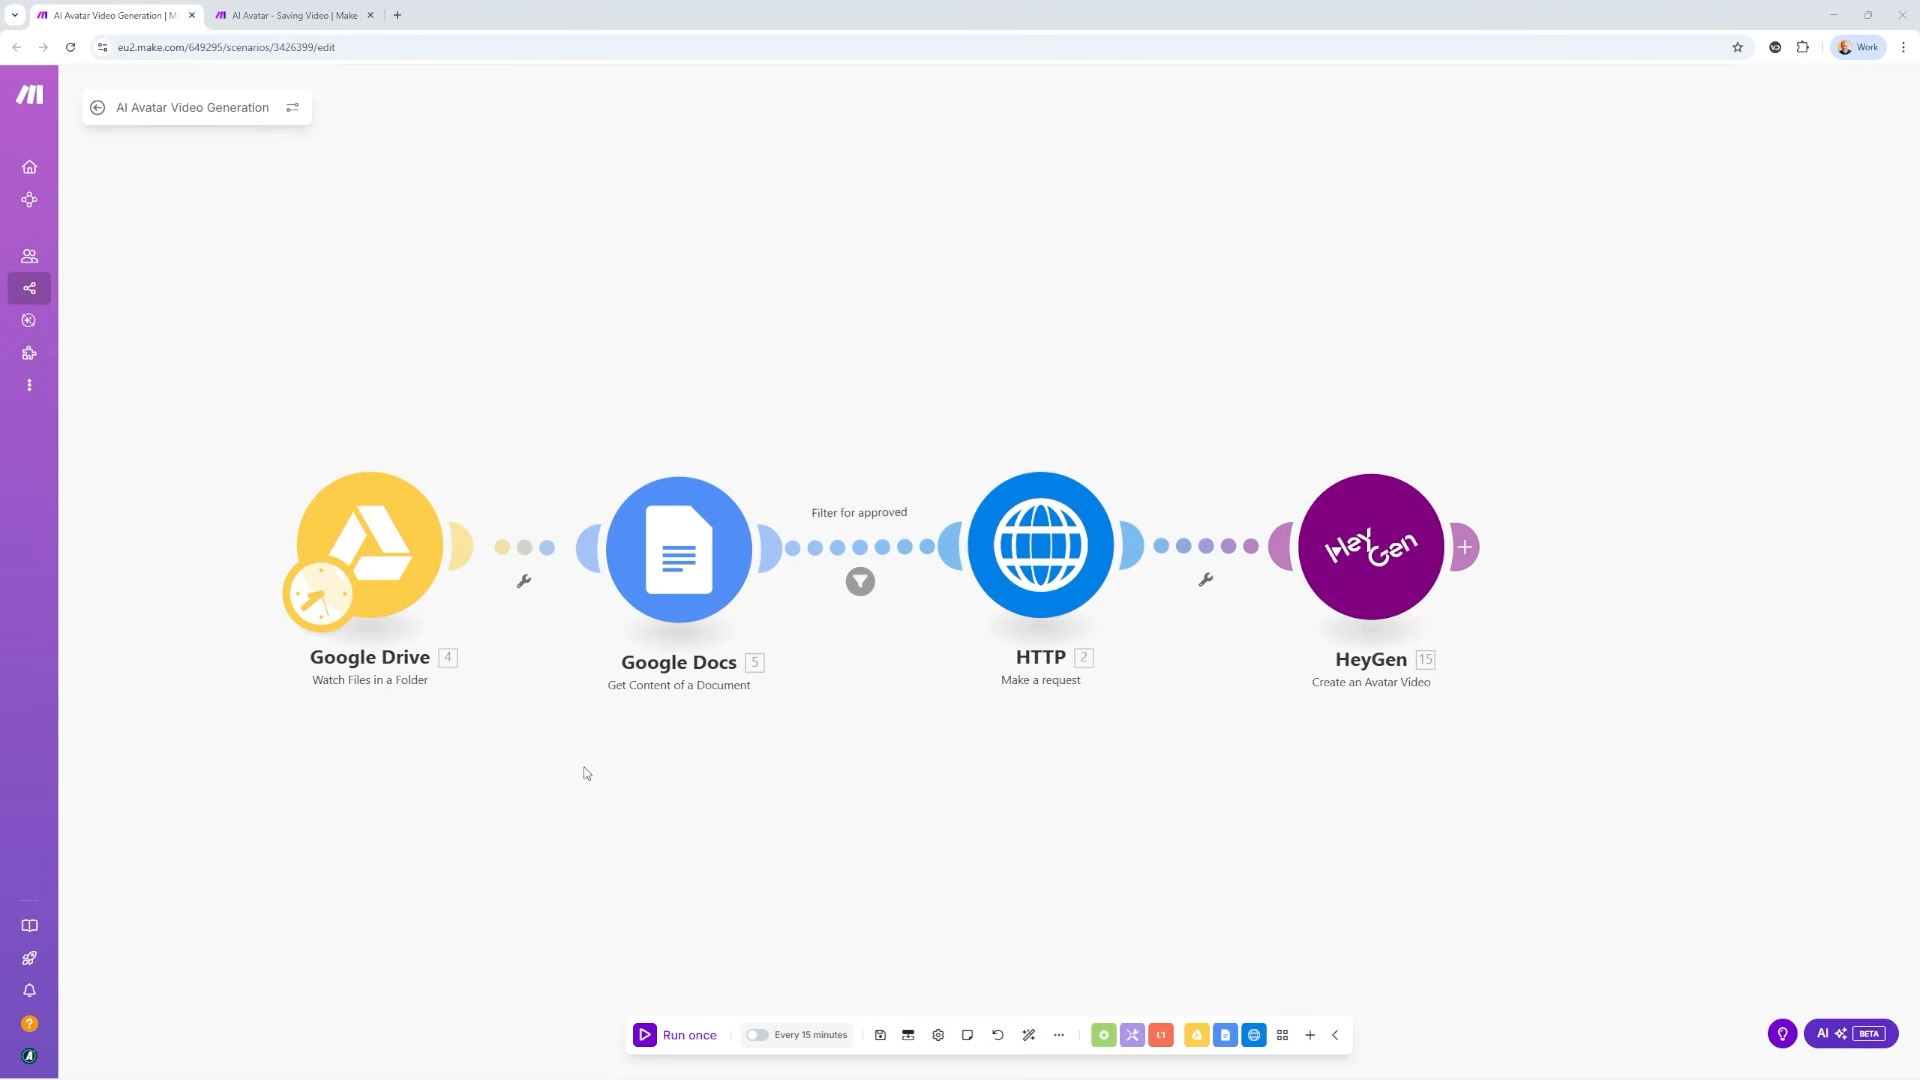 AI Avatar Video Generation | M
AI Avatar - Saving Video | Make
eu2.make.com/649295/scenarios/3426399/edit
Work
AI Avatar Video Generation
Filter for approved
HeyGen
Google Drive 4
Watch Files in a Folder
Google Docs 5
Get Content of a Document
HTTP 2
Make a request
HeyGen 15
Create an Avatar Video
Run once
Every 15 minutes
AI BETA